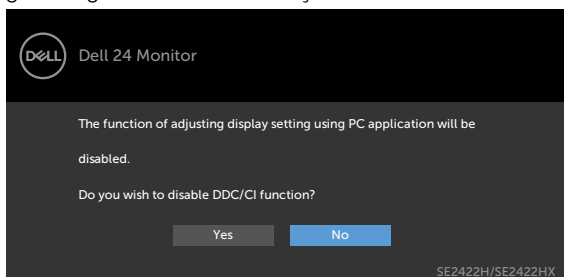 DELL
Dell 24 Monitor
The function of adjusting display setting using PC application will be
disabled.
Do you wish to disable DDC/CI function?
Yes
No
SE2422H/SE2422HX